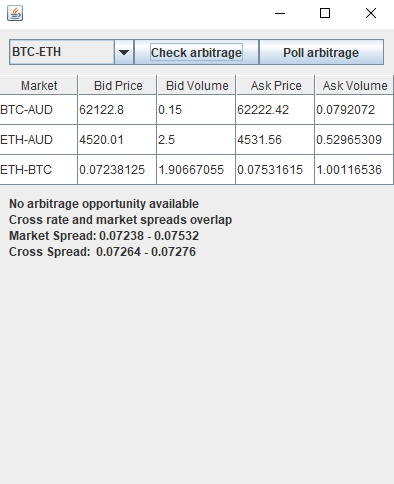 BTC-ETH Check arbitrage Poll arbitrage
Market Bid Price Bid Volume Ask Price Ask Volume
BTC-AUD 62122.8 0.15 62222.42 0.0792072
ETH-AUD 4520.01 2.5 4531.56 0.52965309
ETH-BTC 0.07238125 1.90667055 0.07531615 1.00116536
No arbitrage opportunity available
Cross rate and market spreads overlap
Market Spread: 0.07238 - 0.07532
Cross Spread: 0.07264 - 0.07276